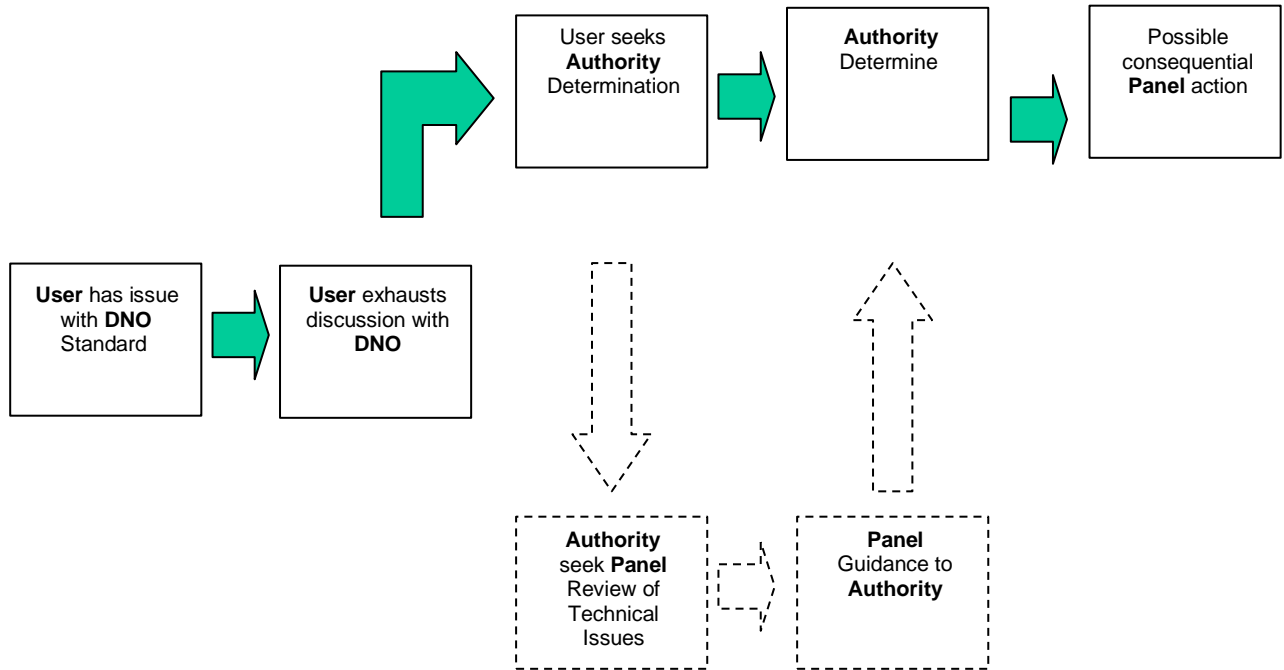 User seeks
Authority
Determination
Authority
Determine
Possible
consequential
Panel action
User has issue
with DNO
Standard
User exhausts
discussion with
DNO
Authority
seek Panel
Review of
Technical
Issues
Panel
Guidance to
Authority